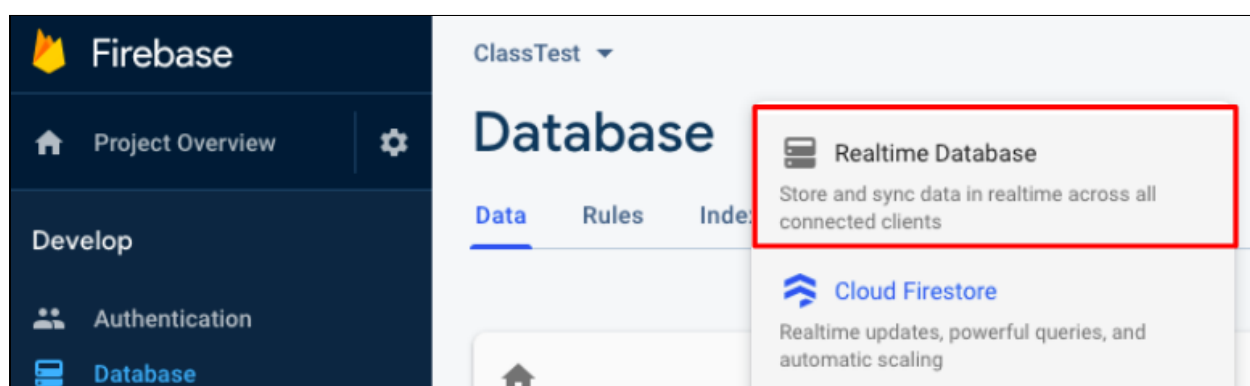 Firebase
Project Overview
Develop
Authentication
Database
ClassTest
Database
Data Rules
Realtime Database
Store and sync data in realtime across all
connected clients
Cloud Firestore
Realtime updates, powerful queries, and
automatic scaling